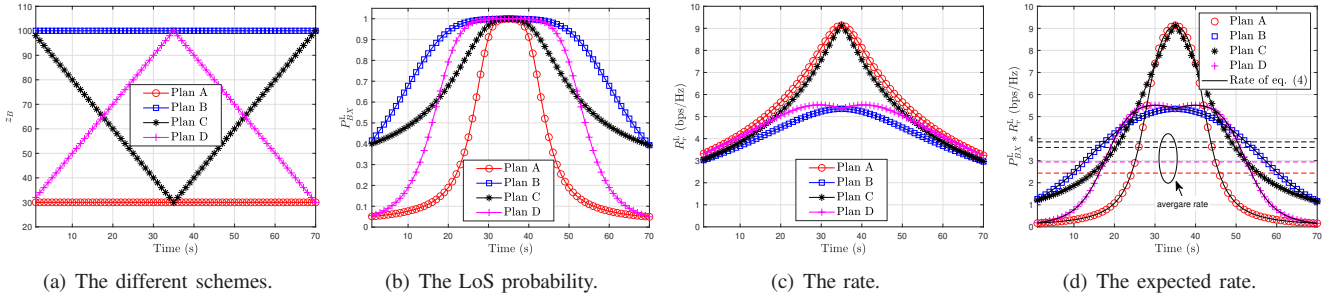 110
100
90
80
70
60
50
40
30
20
z_B
Plan A
Plan B
Plan C
Plan D
10 20 30 40 50 60 70
Time (s)
(a) The different schemes.
1
0.9
0.8
0.7
0.6
0.5
0.4
0.3
0.2
0.1
0
P^L_{BX}
Plan A
Plan B
Plan C
Plan D
10 20 30 40 50 60 70
Time (s)
(b) The LoS probability.
10
9
8
7
6
5
4
3
2
1
0
R^L_r (bps/Hz)
Plan A
Plan B
Plan C
Plan D
10 20 30 40 50 60 70
Time (s)
(c) The rate.
10
9
8
7
6
5
4
3
2
1
0
P^L_{BX} * R^L_r (bps/Hz)
Plan A
Plan B
Plan C
Plan D
Rate of eq. (4)
avergare rate
10 20 30 40 50 60 70
Time (s)
(d) The expected rate.